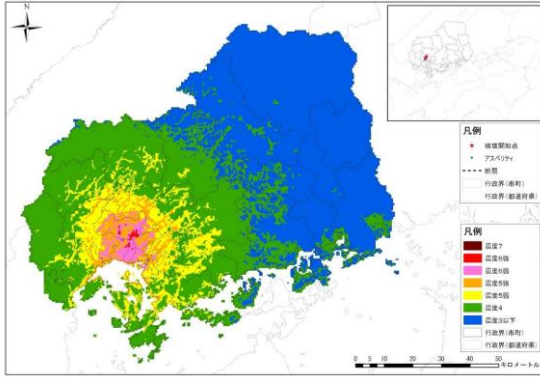 N
凡例
破壊開始点
アスペリティ
断層
行政界(市町)
行政界(都道府県)
凡例
震度7
震度6強
震度6弱
震度5強
震度5弱
震度4
震度3以下
行政界(市町)
行政界(都道府県)
0 5 10 20 30 40 50
キロメートル